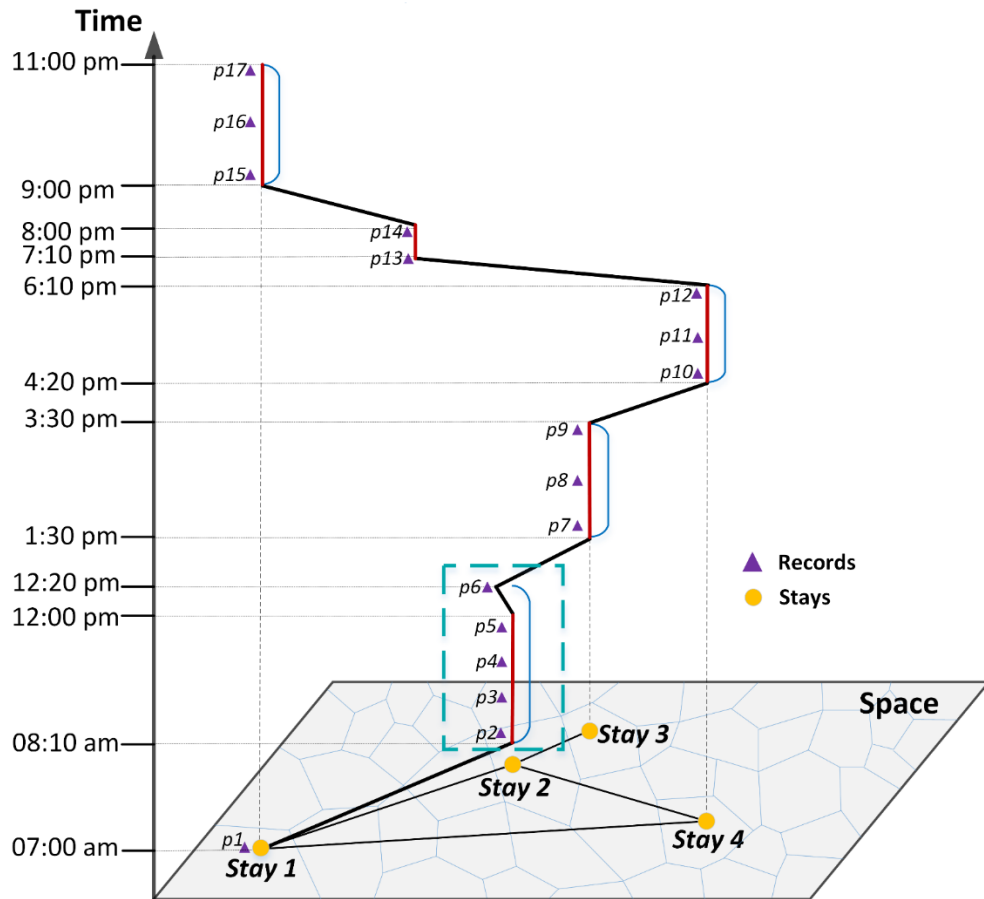 Time
11:00 pm
p17
p16
p15
9:00 pm
8:00 pm
p14
7:10 pm
p13
6:10 pm
p12
p11
p10
4:20 pm
3:30 pm
p9
p8
p7
1:30 pm
Records
12:20 pm
p6
Stays
12:00 pm
p5
p4
p3
Space
p2
08:10 am
Stay 3
Stay 2
Stay 4
p1
07:00 am
Stay 1